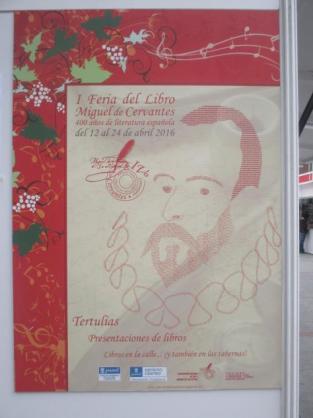 I Feria del Libro
Miguel de Cervantes
400 años de literatura española
del 12 al 24 de abril 2016
Tertulias
Presentaciones de libros
Libros en la calle... ¡y también en las tabernas!